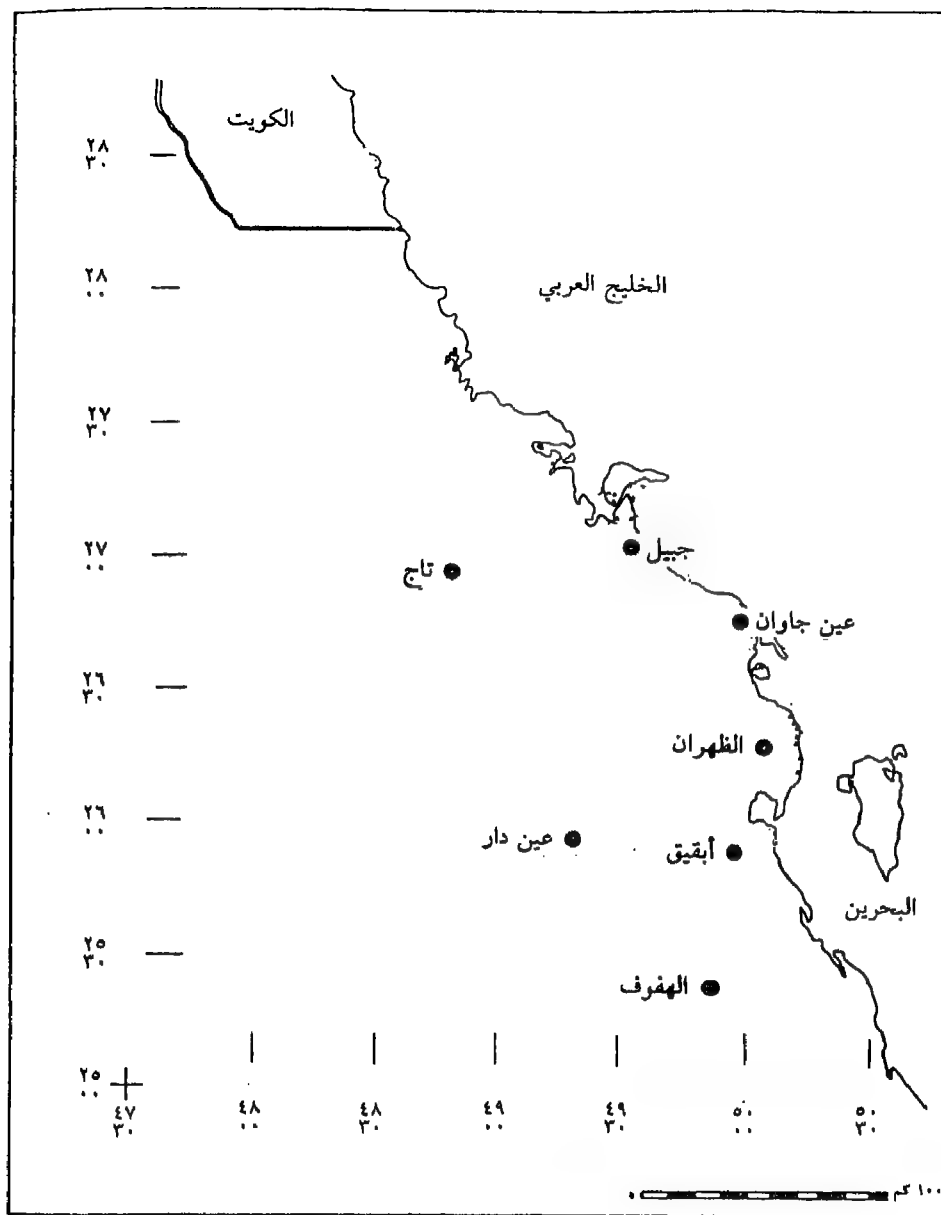 الكويت
٢٨
٣٠
الخليج العربي
٢٨
٠٠
٢٧
٣٠
جبيل
٢٧
٠٠
تاج
عين جاوان
٢٦
٣٠
الظهران
٢٦
٠٠
عين دار
أبقيق
البحرين
٢٥
٣٠
الهفوف
٢٥
٠٠
٤٧
٣٠
٤٨
٠٠
٤٨
٣٠
٤٩
٠٠
٤٩
٣٠
٥٠
٠٠
٥٠
٣٠
٠
١٠٠ كم